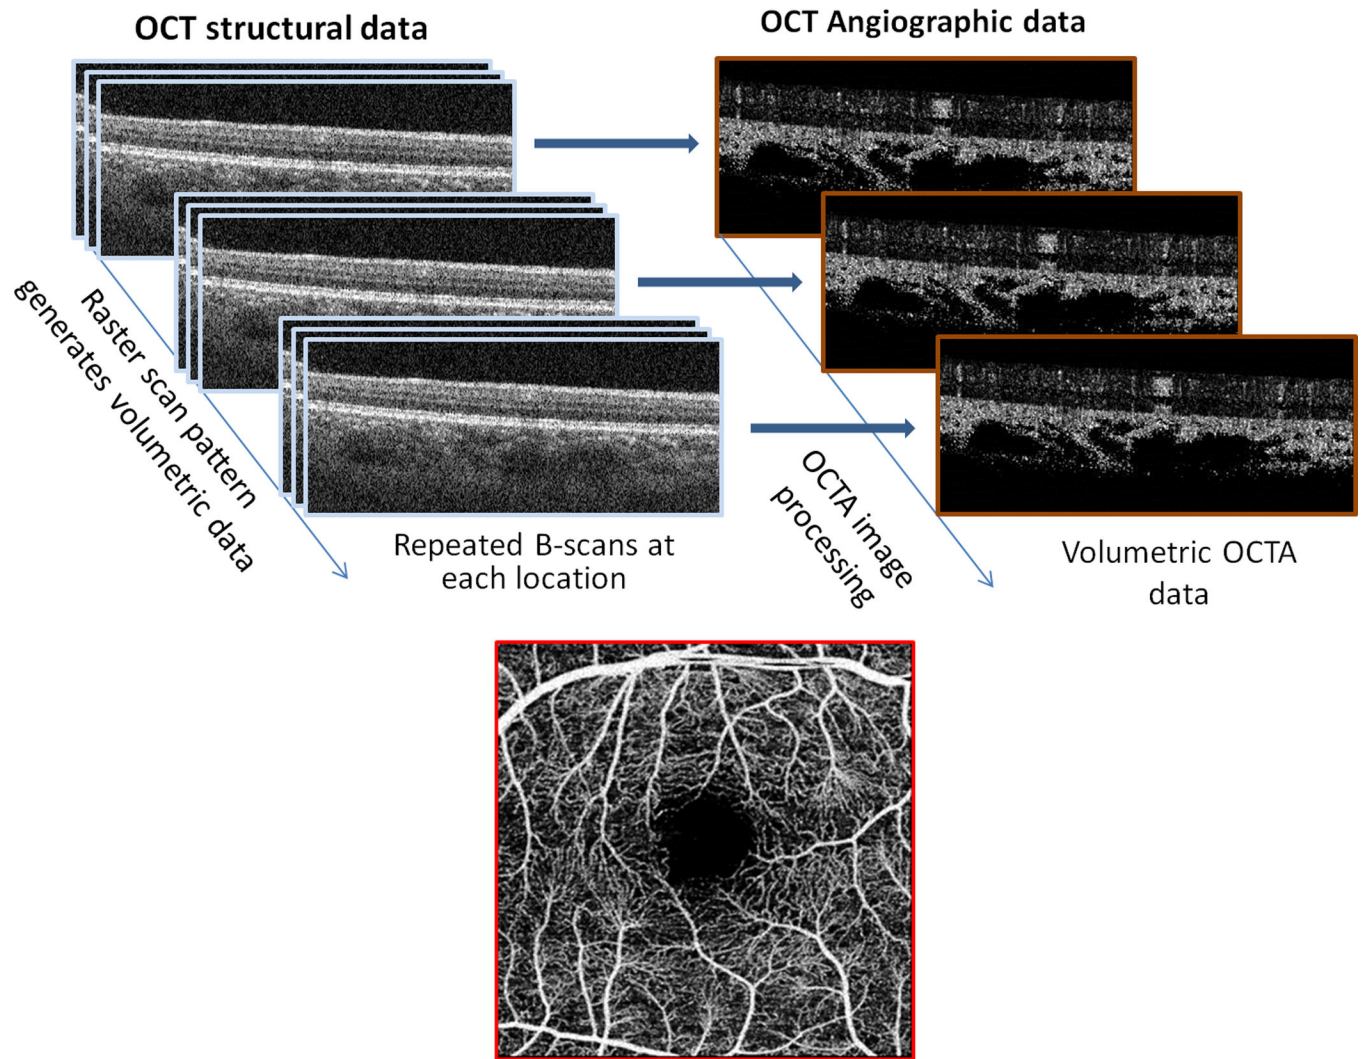 OCT structural data
OCT Angiographic data
Raster scan pattern
generates volumetric data
Repeated B-scans at
each location
OCTA image
processing
Volumetric OCTA
data